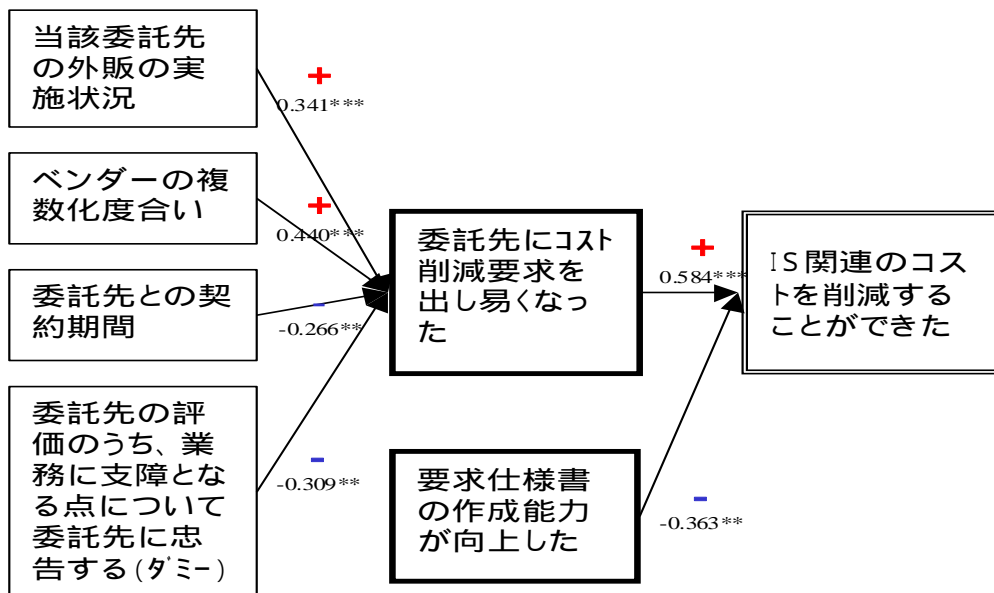 当該委託先
の外販の実
施状況
+
0.341***
ベンダーの複
数化度合い
+
0.440***
委託先との契
約期間
-
-0.266**
委託先の評
価のうち、業
務に支障とな
る点について
委託先に忠
告する(ダミー)
-
-0.309**
委託先にコスト
削減要求を
出し易くなっ
た
+
0.584***
要求仕様書
の作成能力
が向上した
-
-0.363**
IS関連のコス
トを削減する
ことができた